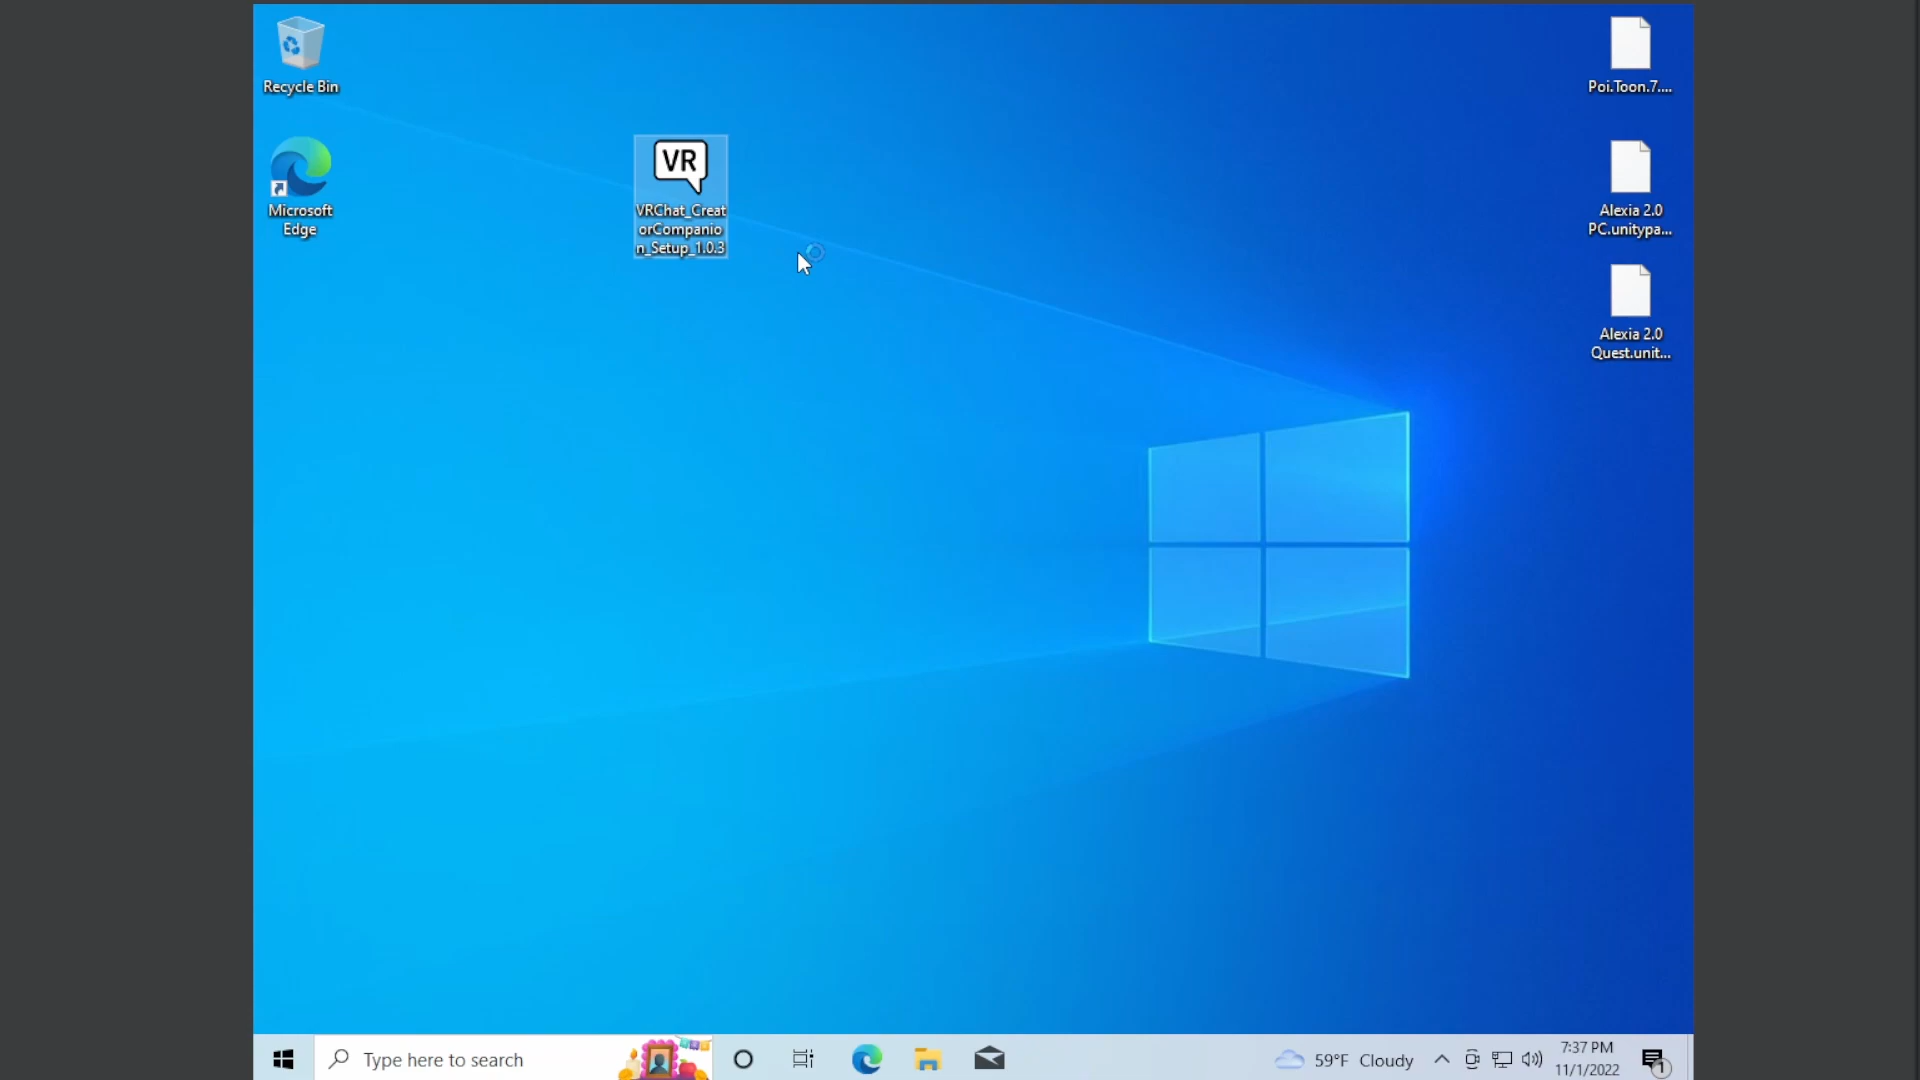 Recycle Bin
Microsoft
Edge
VR
VRChat_Creat
orCompanio
n_Setup_1.0.3
Poi.Toon.7....
Alexia 2.0
PC.unitypa...
Alexia 2.0
Quest.unit...
Type here to search
59°F Cloudy
7:37 PM
11/1/2022
1